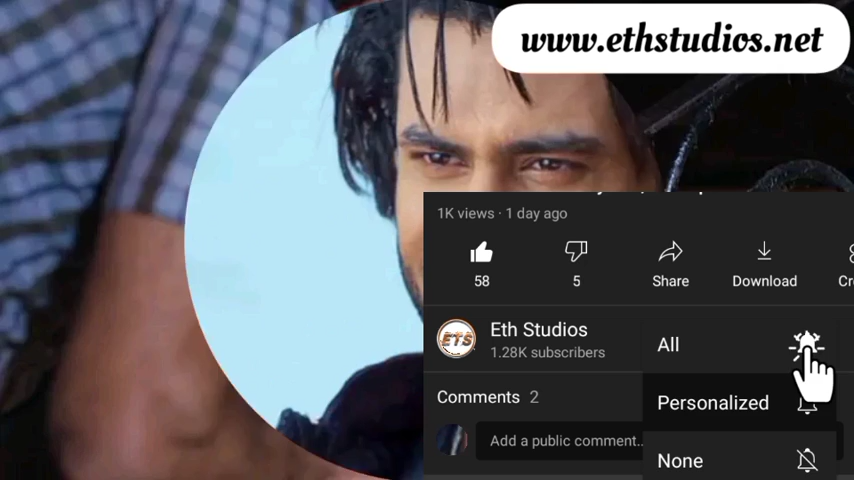 www.ethstudios.net
1K views · 1 day ago
58
5
Share
Download
Cr
Eth Studios
1.28K subscribers
ETS
All
Comments 2
Personalized
Add a public comment..
None